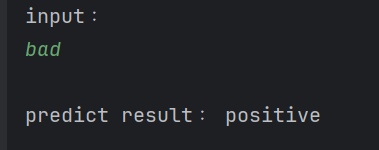 input：
bad
predict result： positive